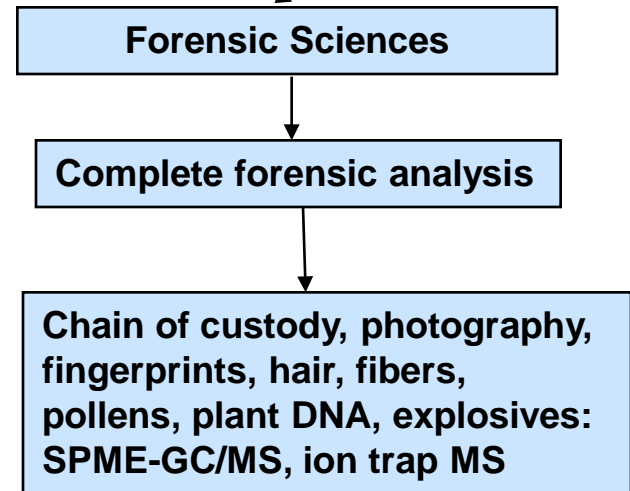 Forensic Sciences
Complete forensic analysis
Chain of custody, photography,
fingerprints, hair, fibers,
pollens, plant DNA, explosives:
SPME-GC/MS, ion trap MS